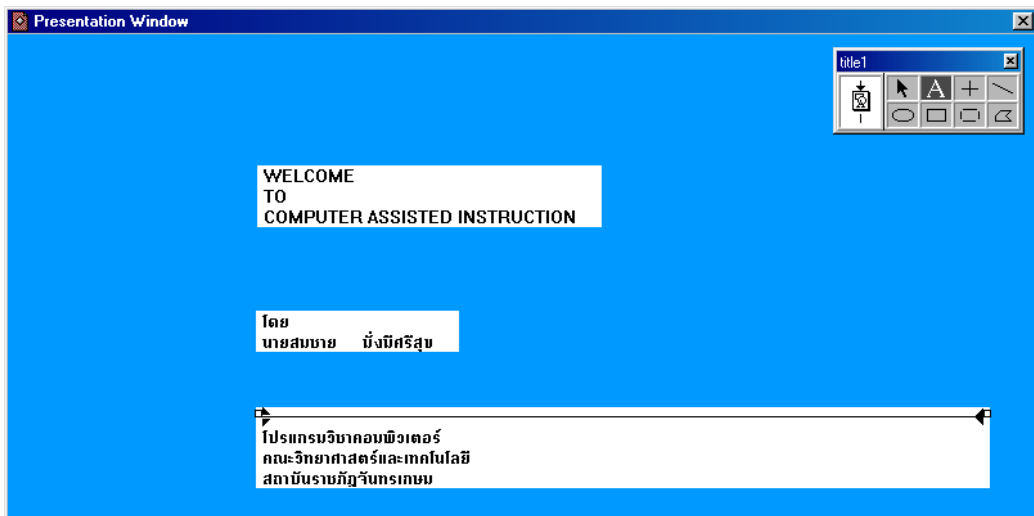 Presentation Window
title1
A
WELCOME
TO
COMPUTER ASSISTED INSTRUCTION
โดย
นายสมชาย มั่งมีศรีสุข
โปรแกรมวิชาคอมพิวเตอร์
คณะวิทยาศาสตร์และเทคโนโลยี
สถาบันราชภัฏจันทรเกษม